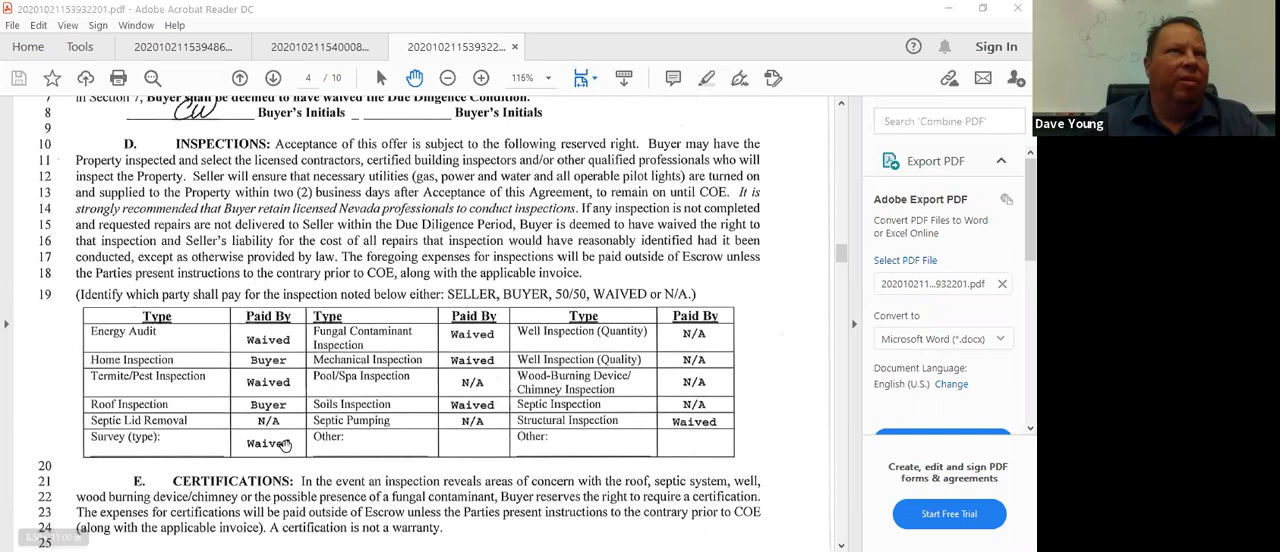 20201021153932201.pdf - Adobe Acrobat Reader DC
File Edit View Sign Window Help
Home Tools 202010211539486... 202010211540008... 202010211539322... × Sign In
4 / 10 116%
7 in Section 7, Buyer shall be deemed to have waived the Due Diligence Condition.
8 CW Buyer's Initials Buyer's Initials
9
10 D. INSPECTIONS: Acceptance of this offer is subject to the following reserved right. Buyer may have the
11 Property inspected and select the licensed contractors, certified building inspectors and/or other qualified professionals who will
12 inspect the Property. Seller will ensure that necessary utilities (gas, power and water and all operable pilot lights) are turned on
13 and supplied to the Property within two (2) business days after Acceptance of this Agreement, to remain on until COE. It is
14 strongly recommended that Buyer retain licensed Nevada professionals to conduct inspections. If any inspection is not completed
15 and requested repairs are not delivered to Seller within the Due Diligence Period, Buyer is deemed to have waived the right to
16 that inspection and Seller's liability for the cost of all repairs that inspection would have reasonably identified had it been
17 conducted, except as otherwise provided by law. The foregoing expenses for inspections will be paid outside of Escrow unless
18 the Parties present instructions to the contrary prior to COE, along with the applicable invoice.
19 (Identify which party shall pay for the inspection noted below either: SELLER, BUYER, 50/50, WAIVED or N/A.)
Type Paid By Type Paid By Type Paid By
Energy Audit Waived Fungal Contaminant Inspection Waived Well Inspection (Quantity) N/A
Home Inspection Buyer Mechanical Inspection Waived Well Inspection (Quality) N/A
Termite/Pest Inspection Waived Pool/Spa Inspection N/A Wood-Burning Device/ Chimney Inspection N/A
Roof Inspection Buyer Soils Inspection Waived Septic Inspection N/A
Septic Lid Removal N/A Septic Pumping N/A Structural Inspection Waived
Survey (type): Waived Other: Other:
20
21 E. CERTIFICATIONS: In the event an inspection reveals areas of concern with the roof, septic system, well,
22 wood burning device/chimney or the possible presence of a fungal contaminant, Buyer reserves the right to require a certification.
23 The expenses for certifications will be paid outside of Escrow unless the Parties present instructions to the contrary prior to COE
24 (along with the applicable invoice). A certification is not a warranty.
25
Search 'Combine PDF'
Export PDF
Adobe Export PDF
Convert PDF Files to Word
or Excel Online
Select PDF File
202010211...932201.pdf ×
Convert to
Microsoft Word (*.docx)
Document Language:
English (U.S.) Change
Create, edit and sign PDF
forms & agreements
Start Free Trial
Dave Young